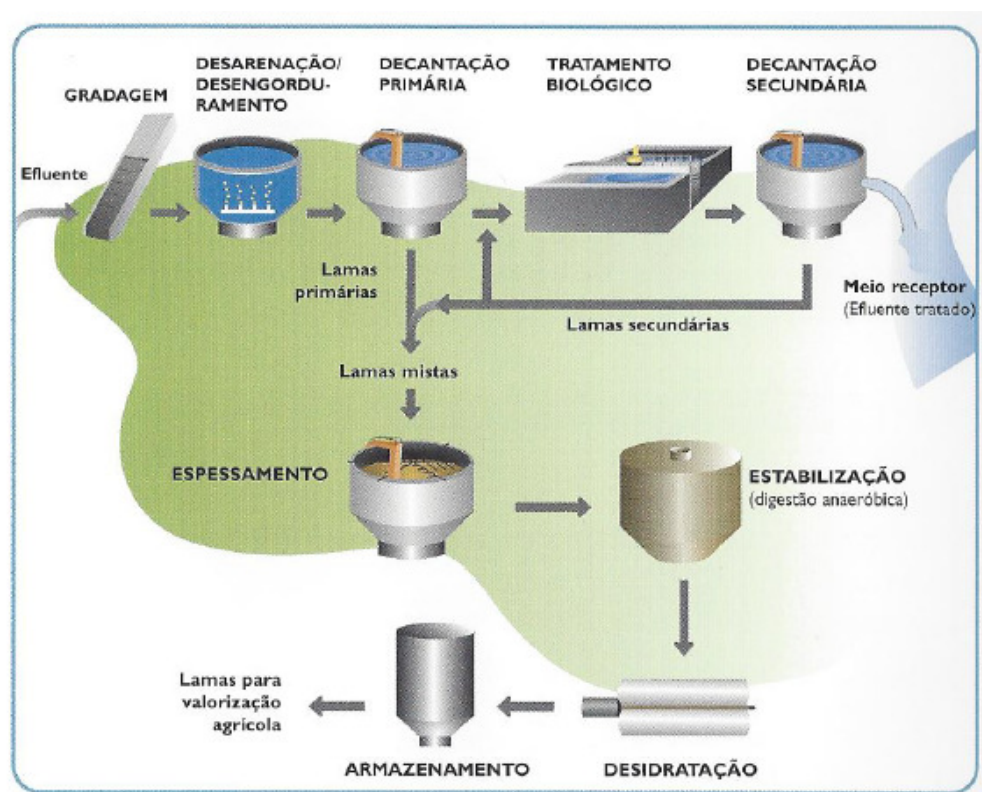 GRADAGEM
DESARENAÇÃO/
DESENGORDU-
RAMENTO
DECANTAÇÃO
PRIMÁRIA
TRATAMENTO
BIOLÓGICO
DECANTAÇÃO
SECUNDÁRIA
Efluente
Lamas
primárias
Lamas secundárias
Meio receptor
(Efluente tratado)
Lamas mistas
ESPESSAMENTO
ESTABILIZAÇÃO
(digestão anaeróbica)
Lamas para
valorização
agrícola
ARMAZENAMENTO
DESIDRATAÇÃO